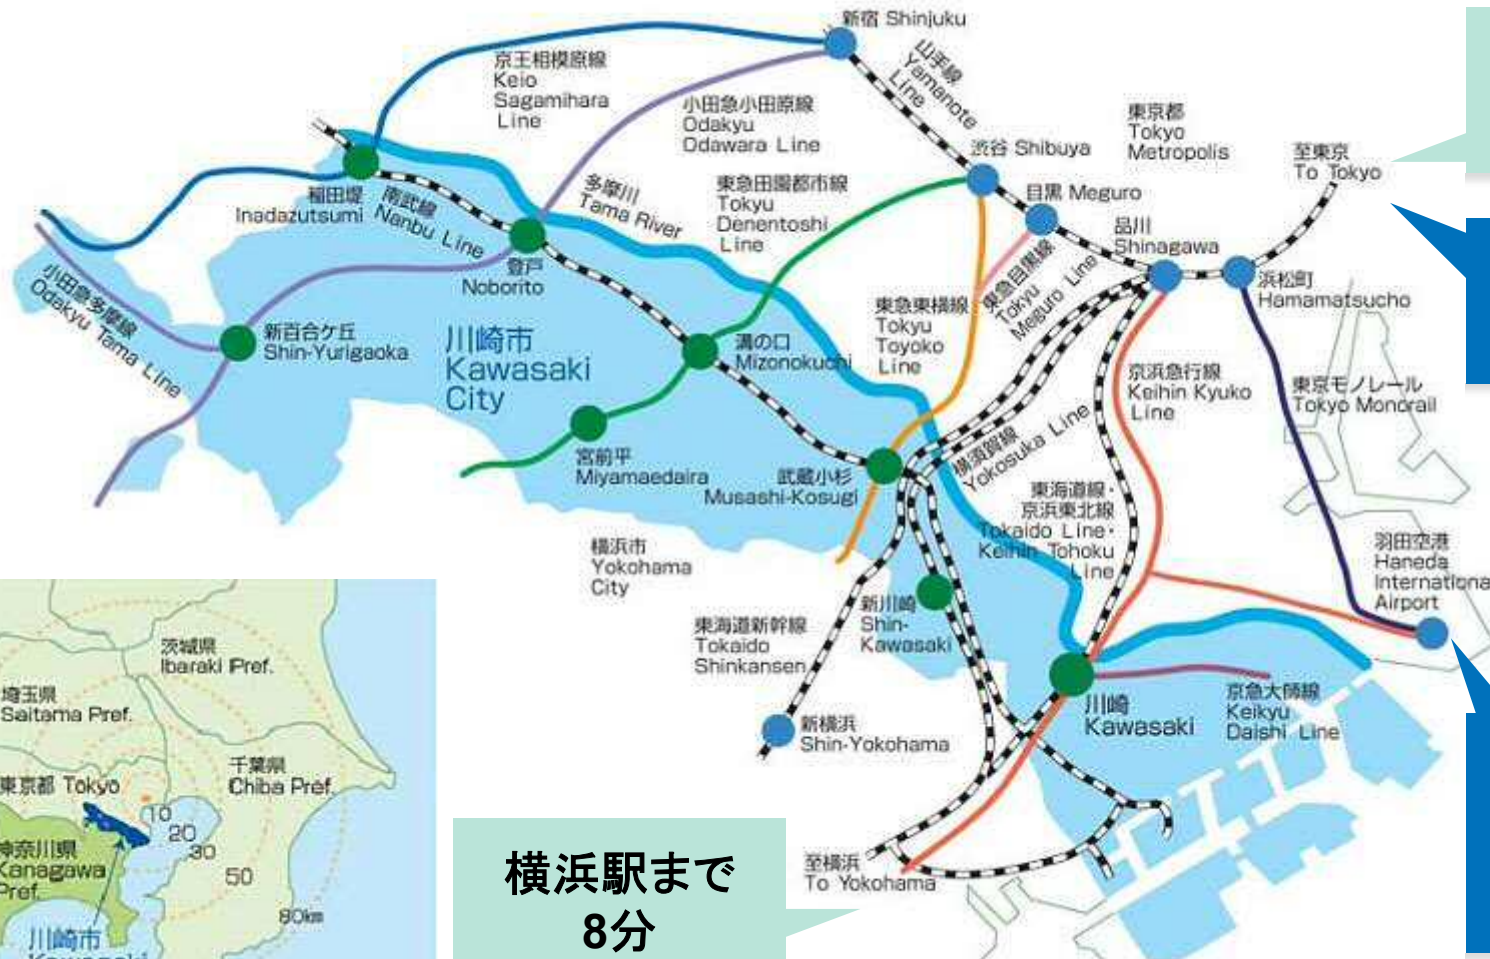 新宿 Shinjuku
京王相模原線
Keio
Sagamihara
Line
小田急小田原線
Odakyu
Odawara Line
山手線
Yamanote
Line
東京都
Tokyo
Metropolis
渋谷 Shibuya
至東京
To Tokyo
目黒 Meguro
稲田堤
Inadazutsumi
南武線
Nanbu Line
多摩川
Tama River
東急田園都市線
Tokyu
Denentoshi
Line
品川
Shinagawa
浜松町
Hamamatsucho
登戸
Noborito
小田急多摩線
Odakyu Tama Line
新百合ケ丘
Shin-Yurigaoka
川崎市
Kawasaki
City
溝の口
Mizonokuchi
東急東横線
Tokyu
Toyoko
Line
東急目黒線
Tokyu
Meguro Line
京浜急行線
Keihin Kyuko
Line
東京モノレール
Tokyo Monorail
宮前平
Miyamaedaira
武蔵小杉
Musashi-Kosugi
横須賀線
Yokosuka Line
東海道線・
京浜東北線
Tokaido Line・
Keihin Tohoku
Line
横浜市
Yokohama
City
羽田空港
Haneda
Internationa
Airport
東海道新幹線
Tokaido
Shinkansen
新川崎
Shin-
Kawasaki
新横浜
Shin-Yokohama
川崎
Kawasaki
京急大師線
Keikyu
Daishi Line
至横浜
To Yokohama
横浜駅まで
8分
茨城県
Ibaraki Pref.
埼玉県
Saitama Pref.
東京都 Tokyo
千葉県
Chiba Pref.
神奈川県
Kanagawa
Pref.
10
20
30
50
80km
川崎市
Kawasaki